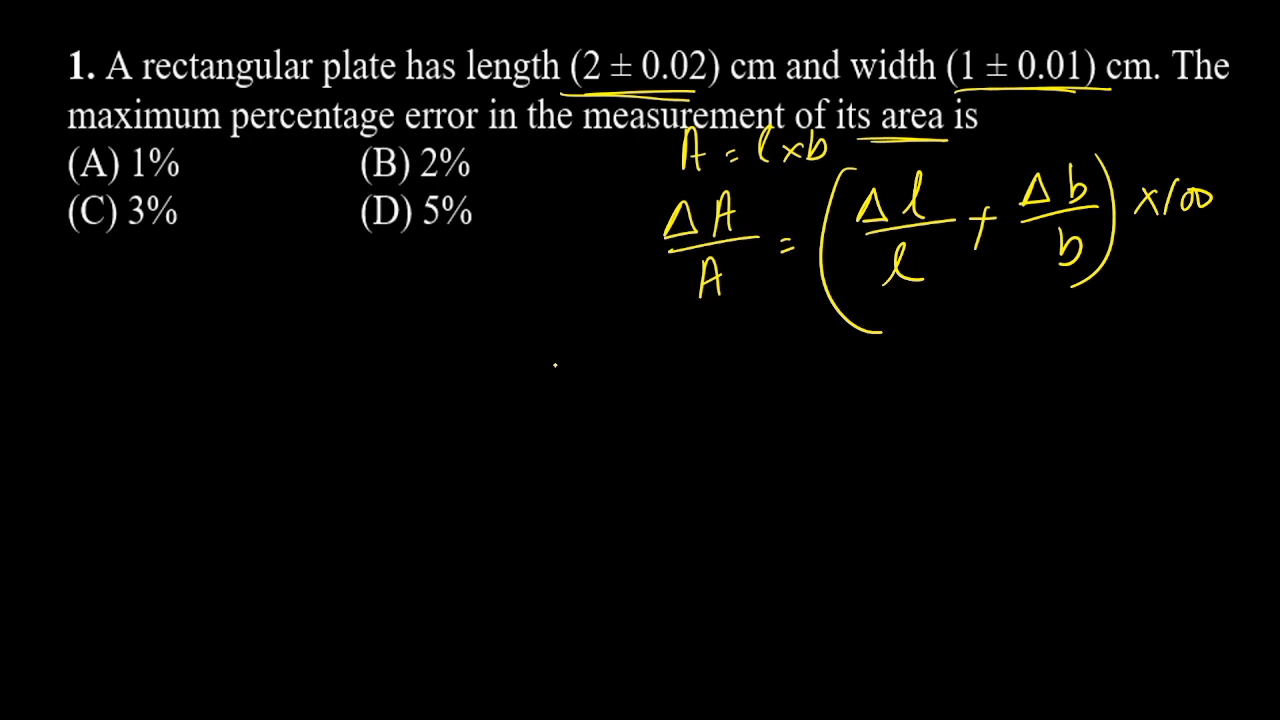 1. A rectangular plate has length (2 ± 0.02) cm and width (1 ± 0.01) cm. The
maximum percentage error in the measurement of its area is
(A) 1% (B) 2%
(C) 3% (D) 5%
A = l × b
ΔA/A = (Δl/l + Δb/b) × 100